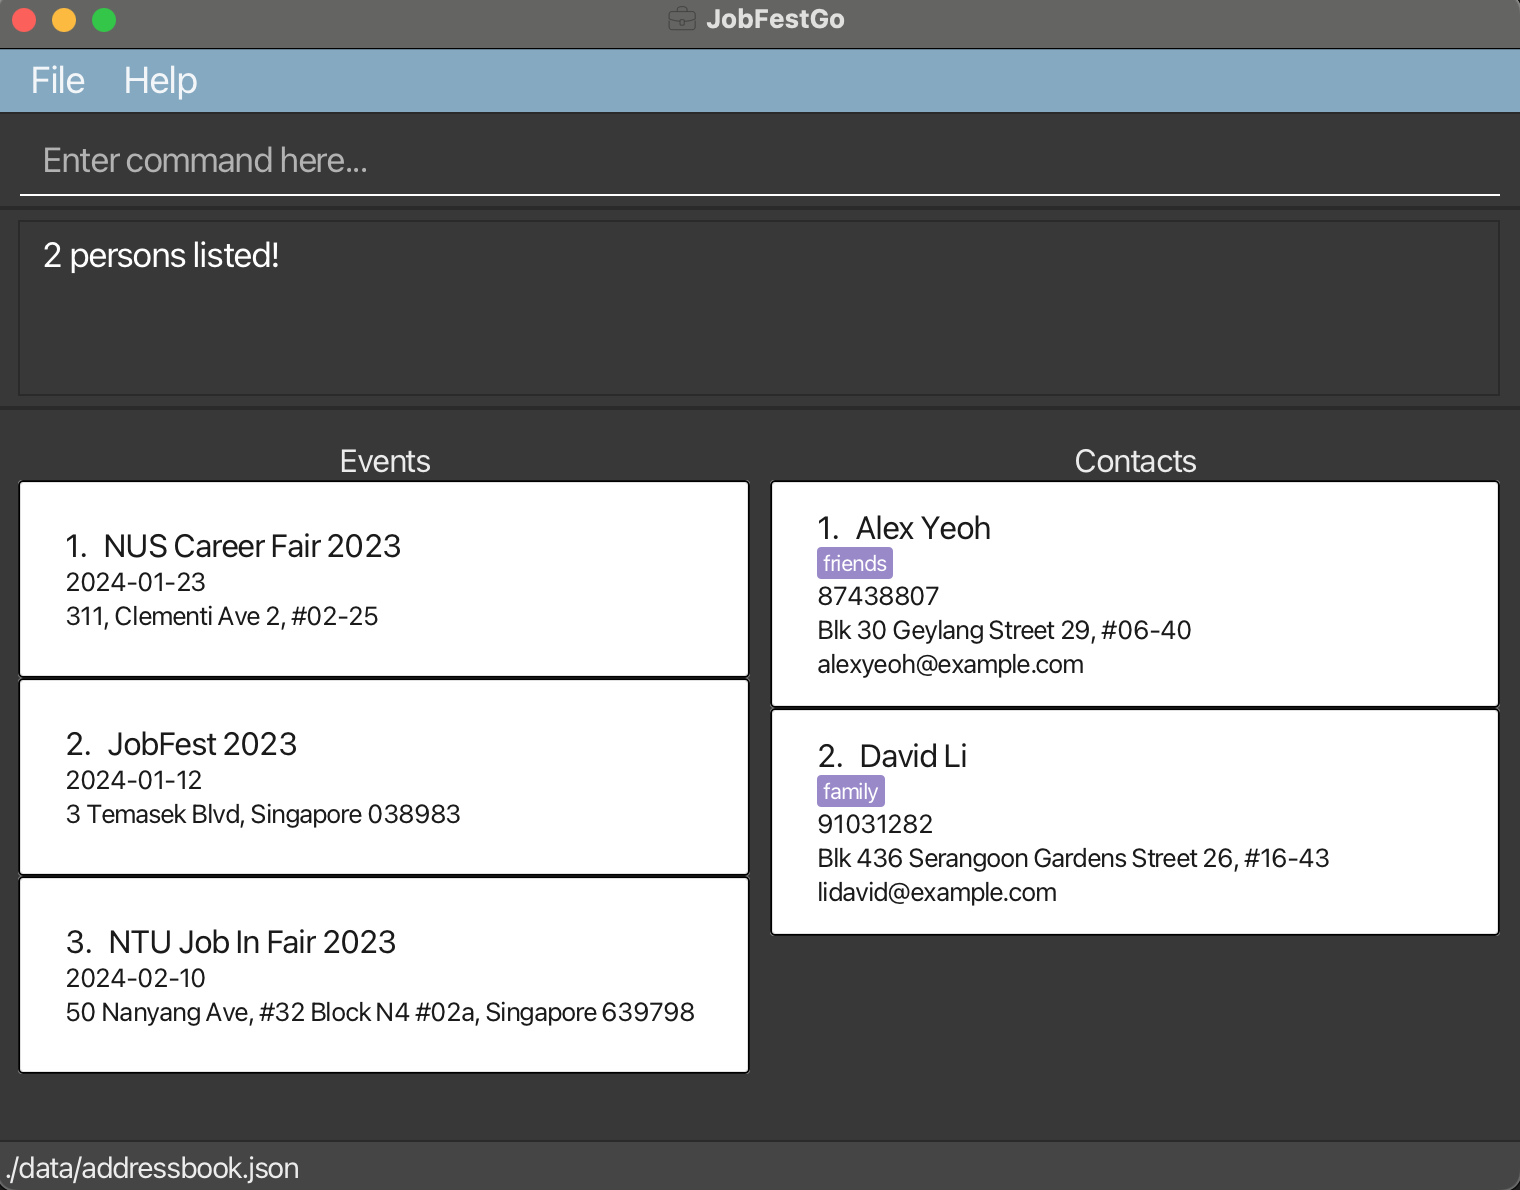 JobFestGo
File Help
Enter command here...
2 persons listed!
Events
1. NUS Career Fair 2023
2024-01-23
311, Clementi Ave 2, #02-25
2. JobFest 2023
2024-01-12
3 Temasek Blvd, Singapore 038983
3. NTU Job In Fair 2023
2024-02-10
50 Nanyang Ave, #32 Block N4 #02a, Singapore 639798
Contacts
1. Alex Yeoh
friends
87438807
Blk 30 Geylang Street 29, #06-40
alexyeoh@example.com
2. David Li
family
91031282
Blk 436 Serangoon Gardens Street 26, #16-43
lidavid@example.com
./data/addressbook.json